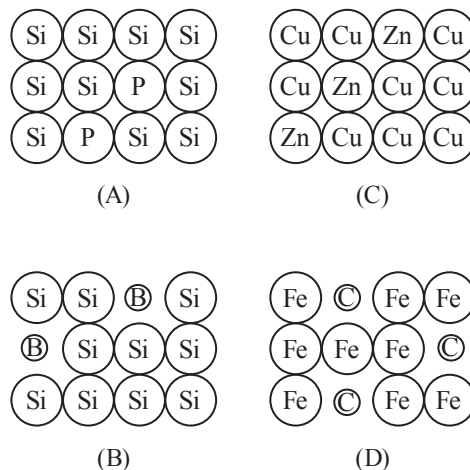 Si Si Si Si
Si Si P Si
Si P Si Si
(A)
Cu Cu Zn Cu
Cu Zn Cu Cu
Zn Cu Cu Cu
(C)
Si Si B Si
B Si Si Si
Si Si Si Si
(B)
Fe C Fe Fe
Fe Fe Fe C
Fe C Fe Fe
(D)